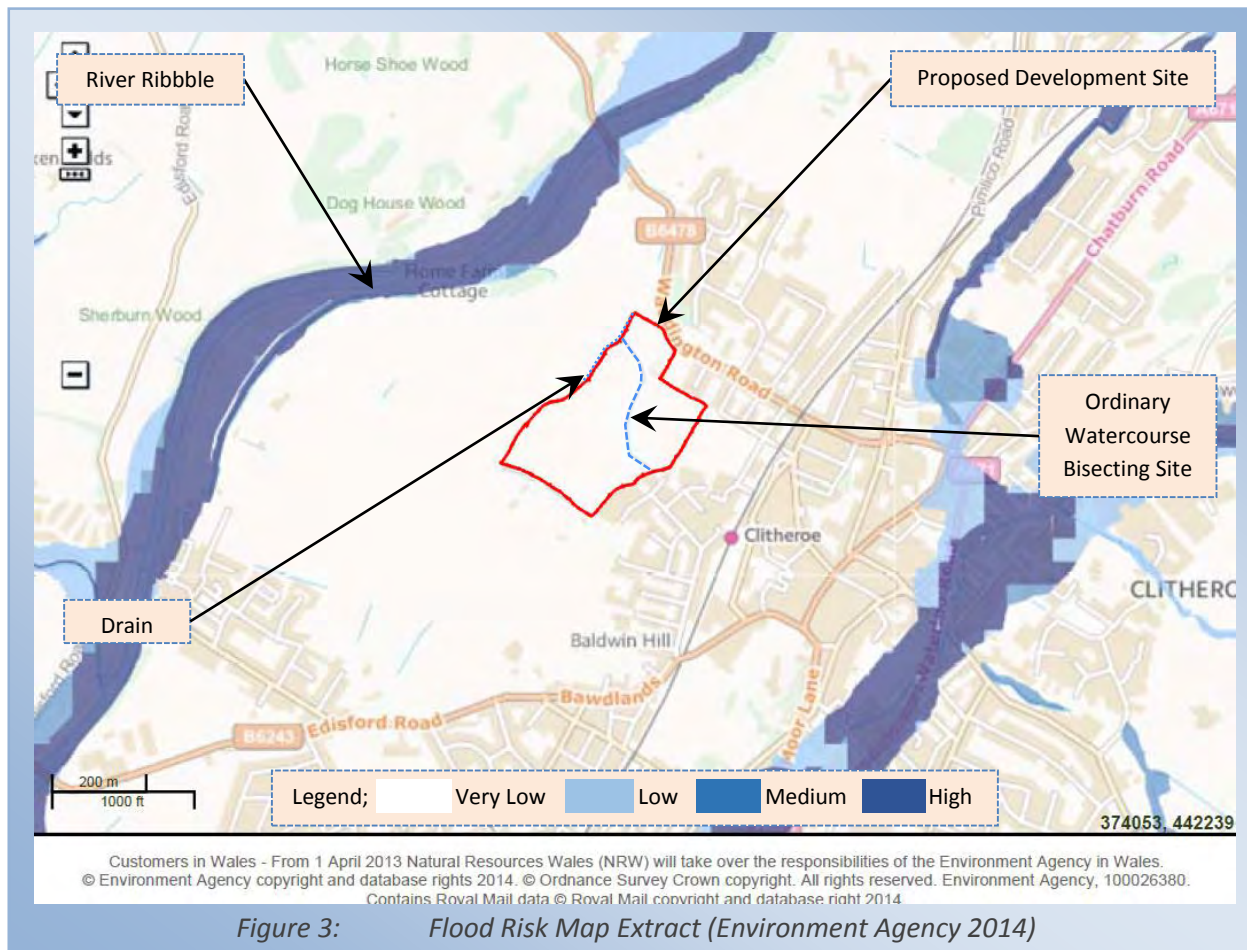 River Ribbble
Horse Shoe Wood
Proposed Development Site
Edisford Road
Pimlico Road
Chatburn Road
Dog House Wood
B6478
Home Farm
Cottage
Sherburn Wood
Waddington Road
Ordinary
Watercourse
Bisecting Site
Clitheroe
CLITHERO
Drain
Baldwin Hill
Bawdlands
Moor Lane
Edisford Road
B6243
200 m
1000 ft
Legend; Very Low Low Medium High
374053, 442239
Customers in Wales - From 1 April 2013 Natural Resources Wales (NRW) will take over the responsibilities of the Environment Agency in Wales.
© Environment Agency copyright and database rights 2014. © Ordnance Survey Crown copyright. All rights reserved. Environment Agency, 100026380.
Contains Royal Mail data © Royal Mail copyright and database right 2014
Figure 3: Flood Risk Map Extract (Environment Agency 2014)